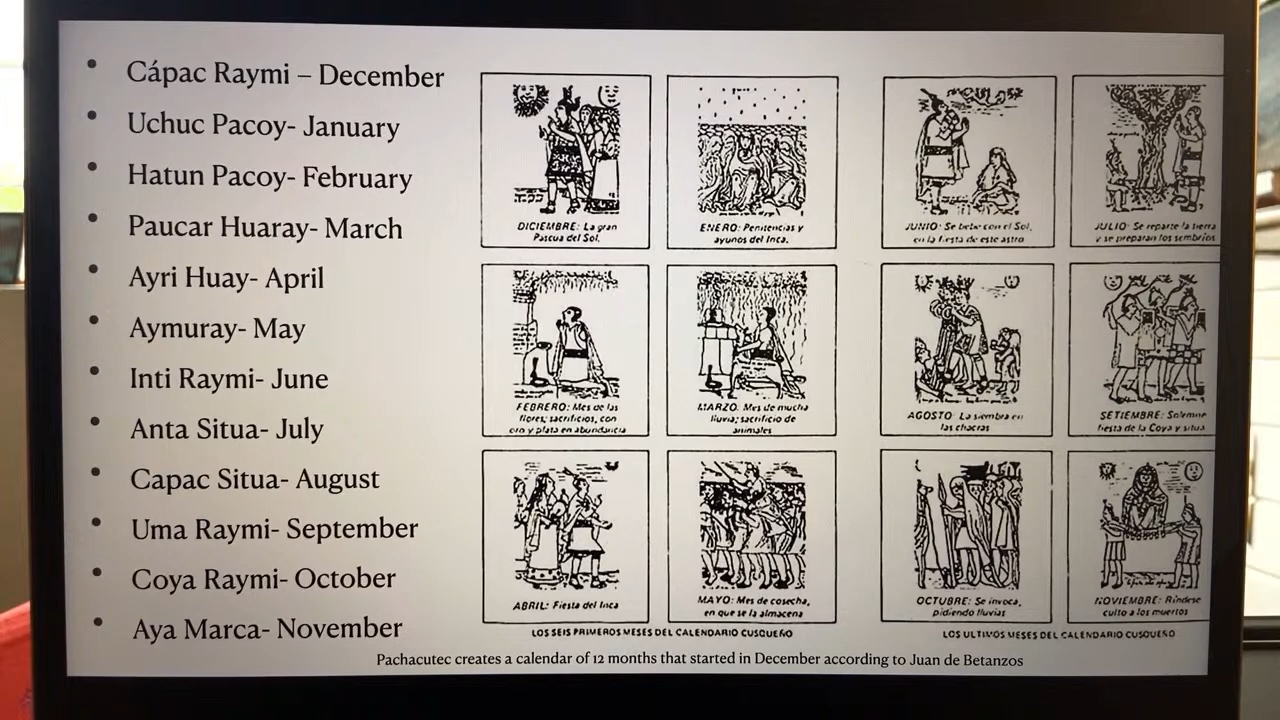 Cápac Raymi – December
Uchuc Pacoy- January
Hatun Pacoy- February
Paucar Huaray- March
Ayri Huay- April
Aymuray- May
Inti Raymi- June
Anta Situa- July
Capac Situa- August
Uma Raymi- September
Coya Raymi- October
Aya Marca- November
DICIEMBRE: La gran
Pascua del Sol.
ENERO: Penitencias y
ayunos del Inca.
JUNIO: Se bebe con el Sol,
en la fiesta de este astro
JULIO: Se reparte la tierra
y se preparan los sembrios
FEBRERO: Mes de las
flores; sacrificios, con
oro y plata en abundancia
MARZO. Mes de mucha
lluvia; sacrificio de
animales
AGOSTO: La siembra en
las chacras
SETIEMBRE: Solemne
fiesta de la Coya y situa
ABRIL: Fiesta del Inca
MAYO: Mes de cosecha,
en que se la almacena
OCTUBRE: Se invoca,
pidiendo lluvias
NOVIEMBRE: Ríndese
culto a los muertos
LOS SEIS PRIMEROS MESES DEL CALENDARIO CUSQUEÑO
LOS ULTIMOS MESES DEL CALENDARIO CUSQUEÑO
Pachacutec creates a calendar of 12 months that started in December according to Juan de Betanzos